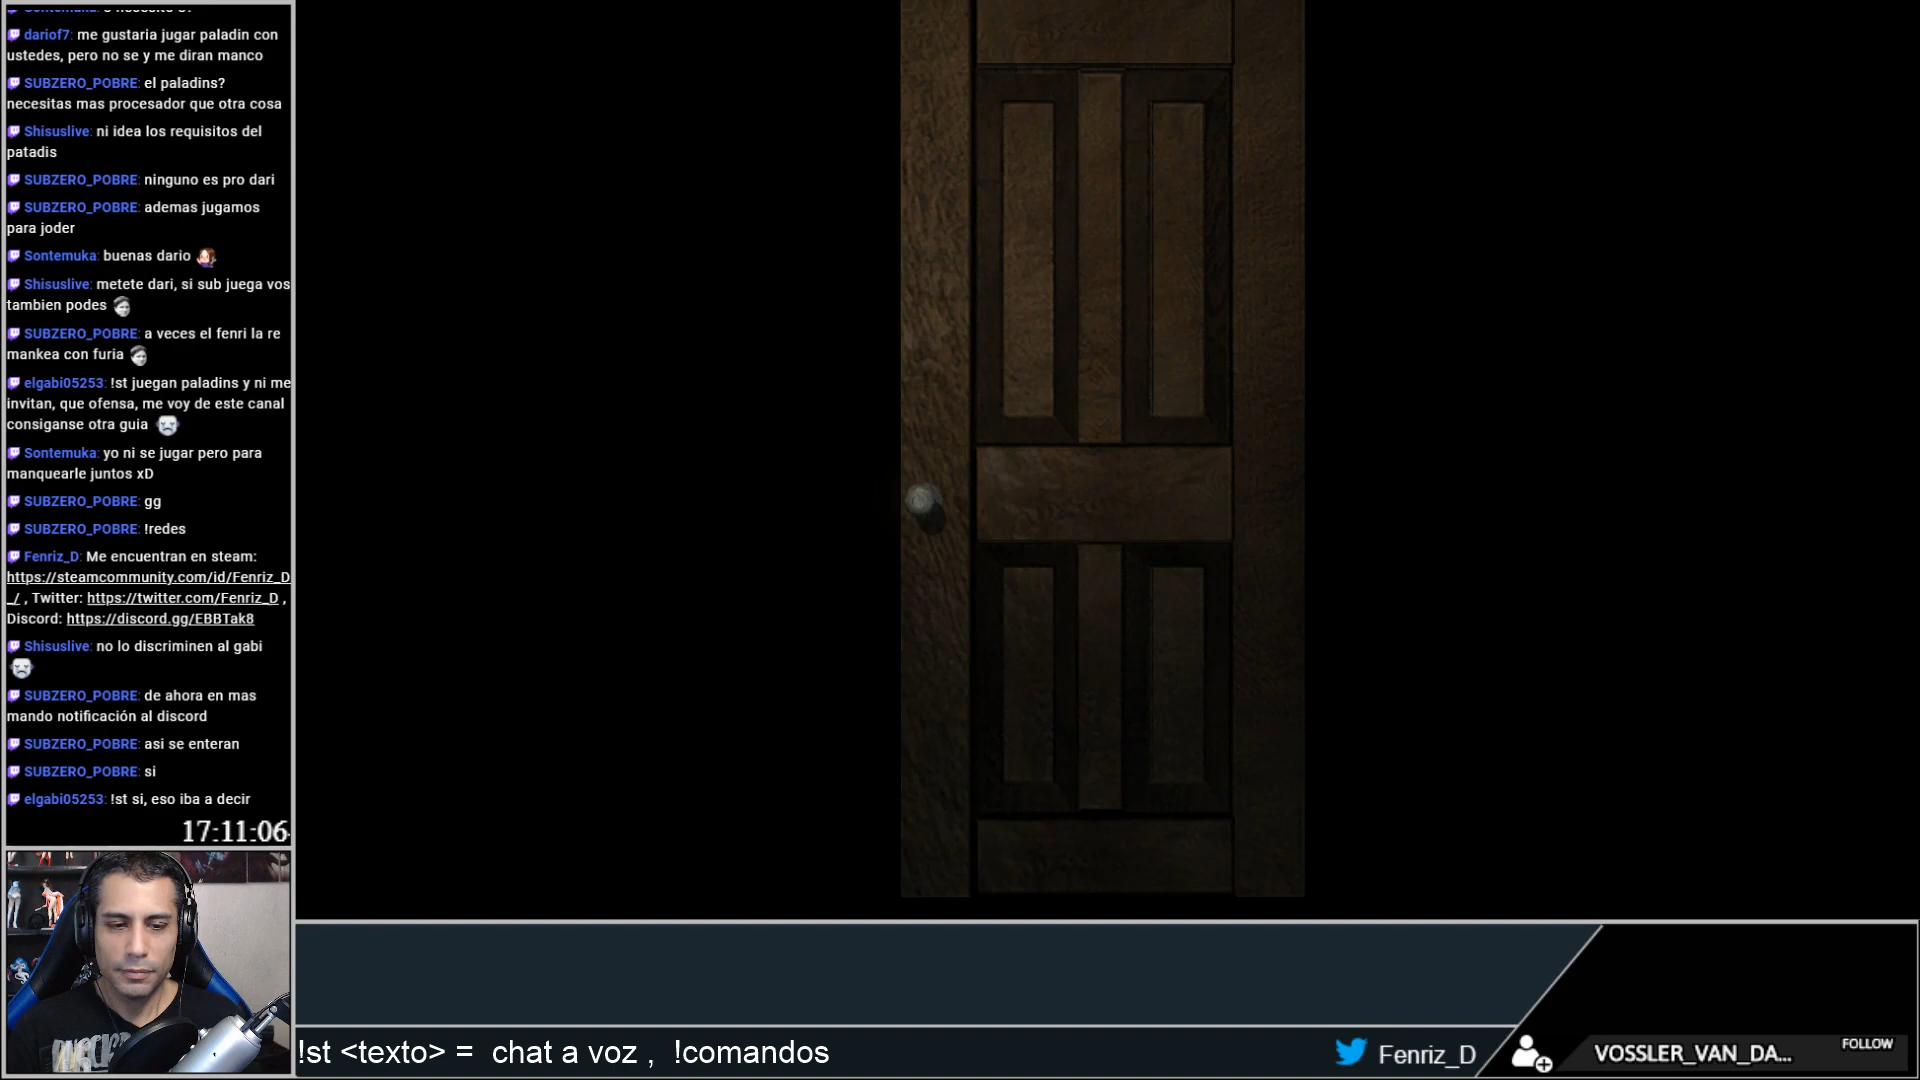 dariof7: me gustaria jugar paladin con
ustedes, pero no se y me diran manco
SUBZERO_POBRE: el paladins?
necesitas mas procesador que otra cosa
Shisuslive: ni idea los requisitos del
patadis
SUBZERO_POBRE: ninguno es pro dari
SUBZERO_POBRE: ademas jugamos
para joder
Sontemuka: buenas dario
Shisuslive: metete dari, si sub juega vos
tambien podes
SUBZERO_POBRE: a veces el fenri la re
mankea con furia
elgabi05253: !st juegan paladins y ni me
invitan, que ofensa, me voy de este canal
consiganse otra guia
Sontemuka: yo ni se jugar pero para
manquearle juntos xD
SUBZERO_POBRE: gg
SUBZERO_POBRE: !redes
Fenriz_D: Me encuentran en steam:
https://steamcommunity.com/id/Fenriz_D
_/ , Twitter: https://twitter.com/Fenriz_D ,
Discord: https://discord.gg/EBBTak8
Shisuslive: no lo discriminen al gabi
SUBZERO_POBRE: de ahora en mas
mando notificación al discord
SUBZERO_POBRE: asi se enteran
SUBZERO_POBRE: si
elgabi05253: !st si, eso iba a decir
17:11:06
!st <texto> = chat a voz , !comandos
Fenriz_D
VOSSLER_VAN_DA...
FOLLOW